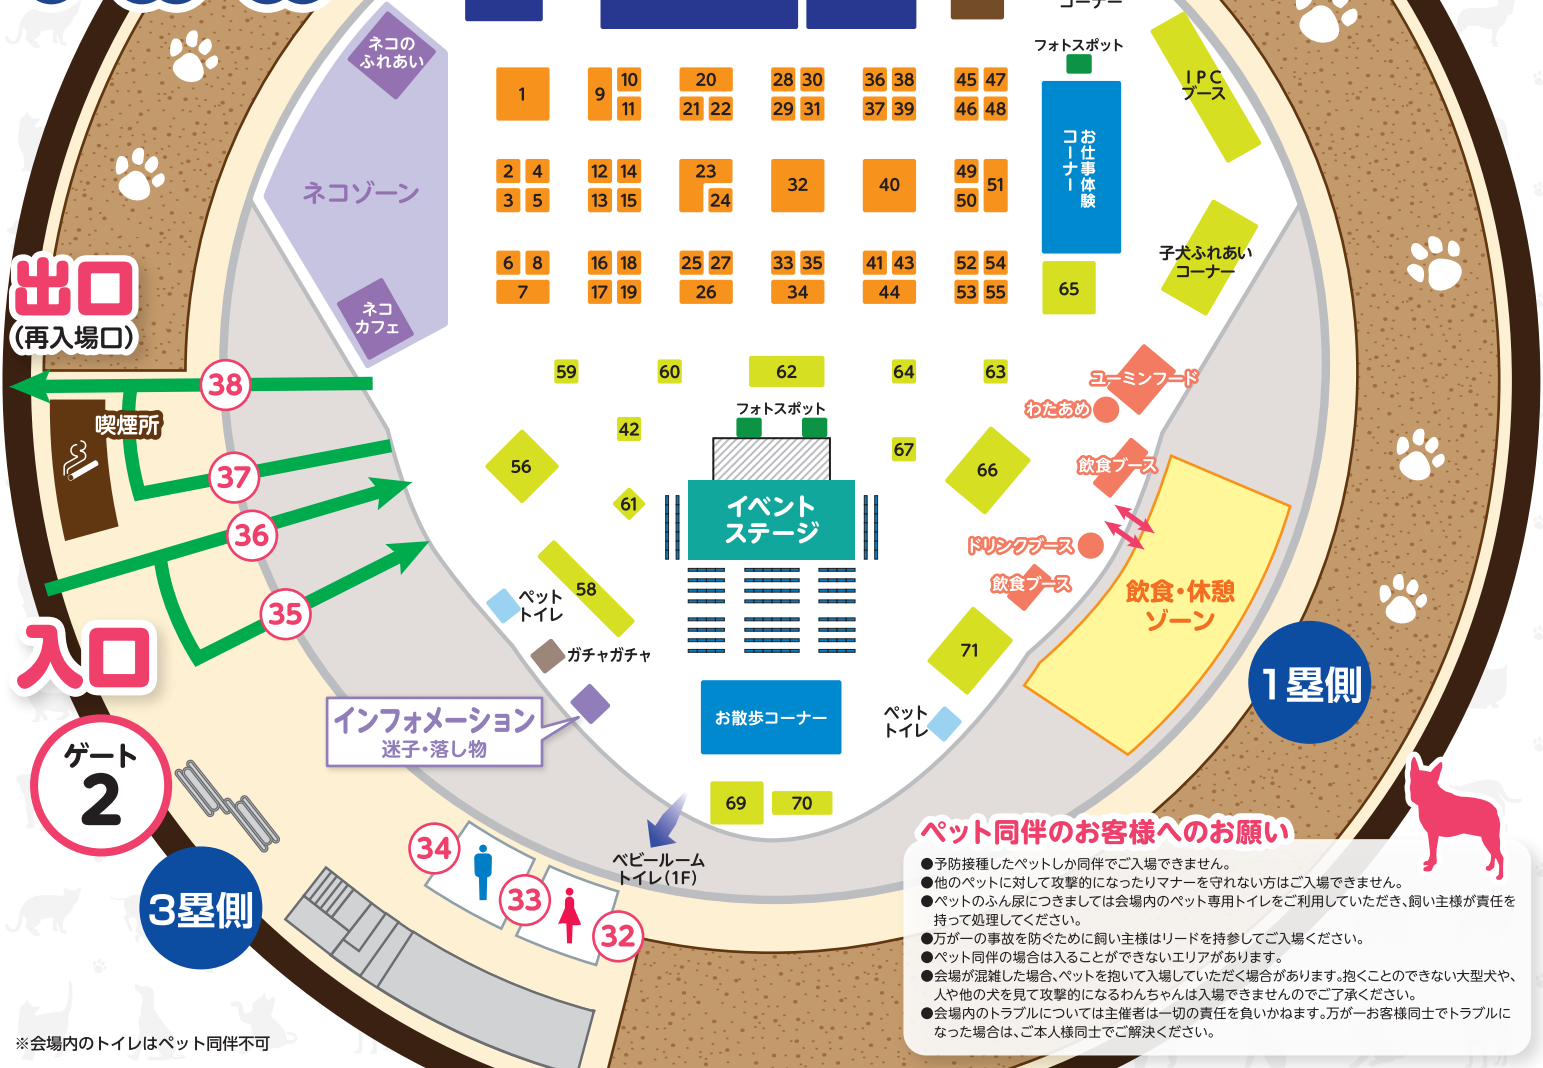 コーナー
ネコの
ふれあい
ネコゾーン
ネコ
カフェ
1
9
10
11
20
21 22
28 30
29 31
36 38
37 39
45 47
46 48
2 4
3 5
12 14
13 15
23
24
32
40
49
50
51
6 8
7
16 18
17 19
25 27
26
33 35
34
41 43
44
52 54
53 55
フォトスポット
お仕事体験
コーナー
65
IPC
ブース
子犬ふれあい
コーナー
出口
(再入場口)
38
喫煙所
37
36
35
入口
ゲート
2
3塁側
59
60
62
64
63
フォトスポット
42
67
56
61
66
58
イベント
ステージ
ユーミンフード
わたあめ
飲食ブース
ドリンクブース
飲食ブース
飲食・休憩
ゾーン
1塁側
ペット
トイレ
ガチャガチャ
インフォメーション
迷子・落し物
お散歩コーナー
71
ペット
トイレ
69
70
ベビールーム
トイレ(1F)
34
33
32
※会場内のトイレはペット同伴不可
ペット同伴のお客様へのお願い
●予防接種したペットしか同伴でご入場できません。
●他のペットに対して攻撃的になったりマナーを守れない方はご入場できません。
●ペットのふん尿につきましては会場内のペット専用トイレをご利用していただき、飼い主様が責任を
持って処理してください。
●万が一の事故を防ぐために飼い主様はリードを持参してご入場ください。
●ペット同伴の場合は入ることができないエリアがあります。
●会場が混雑した場合、ペットを抱いて入場していただく場合があります。抱くことのできない大型犬や、
人や他の犬を見て攻撃的になるわんちゃんは入場できませんのでご了承ください。
●会場内のトラブルについては主催者は一切の責任を負いかねます。万が一お客様同士でトラブルに
なった場合は、ご本人様同士でご解決ください。